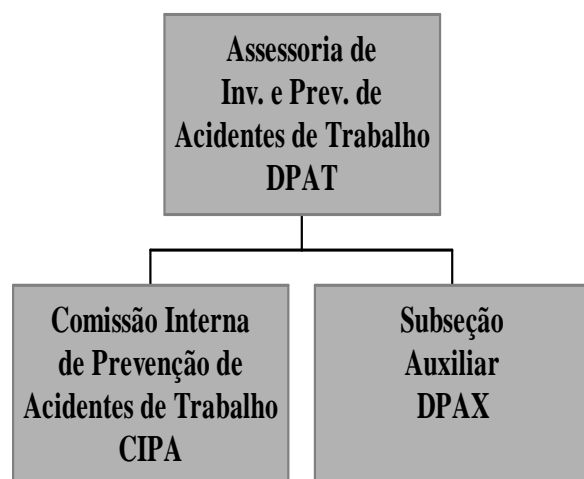 Assessoria de
Inv. e Prev. de
Acidentes de Trabalho
DPAT
Comissão Interna
de Prevenção de
Acidentes de Trabalho
CIPA
Subseção
Auxiliar
DPAX